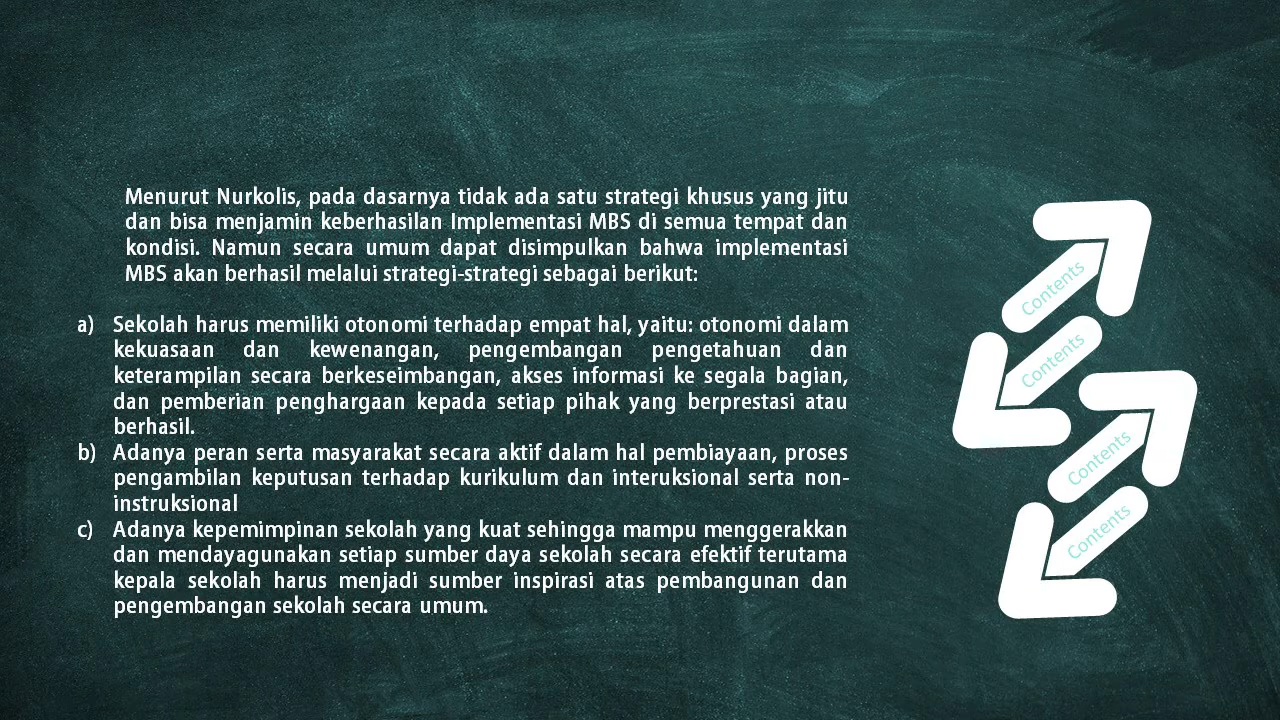 Menurut Nurkolis, pada dasarnya tidak ada satu strategi khusus yang jitu
dan bisa menjamin keberhasilan Implementasi MBS di semua tempat dan
kondisi. Namun secara umum dapat disimpulkan bahwa implementasi
MBS akan berhasil melalui strategi-strategi sebagai berikut:
a) Sekolah harus memiliki otonomi terhadap empat hal, yaitu: otonomi dalam
kekuasaan dan kewenangan, pengembangan pengetahuan dan
keterampilan secara berkeseimbangan, akses informasi ke segala bagian,
dan pemberian penghargaan kepada setiap pihak yang berprestasi atau
berhasil.
b) Adanya peran serta masyarakat secara aktif dalam hal pembiayaan, proses
pengambilan keputusan terhadap kurikulum dan interuksional serta non-
instruksional
c) Adanya kepemimpinan sekolah yang kuat sehingga mampu menggerakkan
dan mendayagunakan setiap sumber daya sekolah secara efektif terutama
kepala sekolah harus menjadi sumber inspirasi atas pembangunan dan
pengembangan sekolah secara umum.
Contents
Contents
Contents
Contents